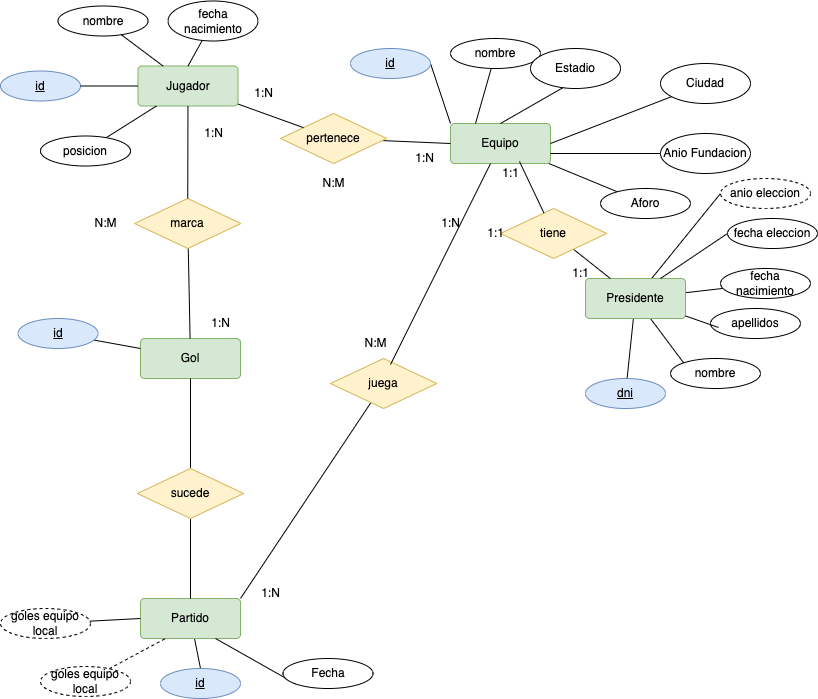 nombre
fecha
nacimiento
id
Jugador
posicion
1:N
1:N
pertenece
N:M
1:N
id
nombre
Estadio
Ciudad
Equipo
Anio Fundacion
Aforo
1:1
1:N
1:1
tiene
1:1
anio eleccion
fecha eleccion
fecha
nacimiento
Presidente
apellidos
nombre
dni
N:M
marca
1:N
id
Gol
N:M
juega
sucede
1:N
goles equipo
local
Partido
goles equipo
local
id
Fecha